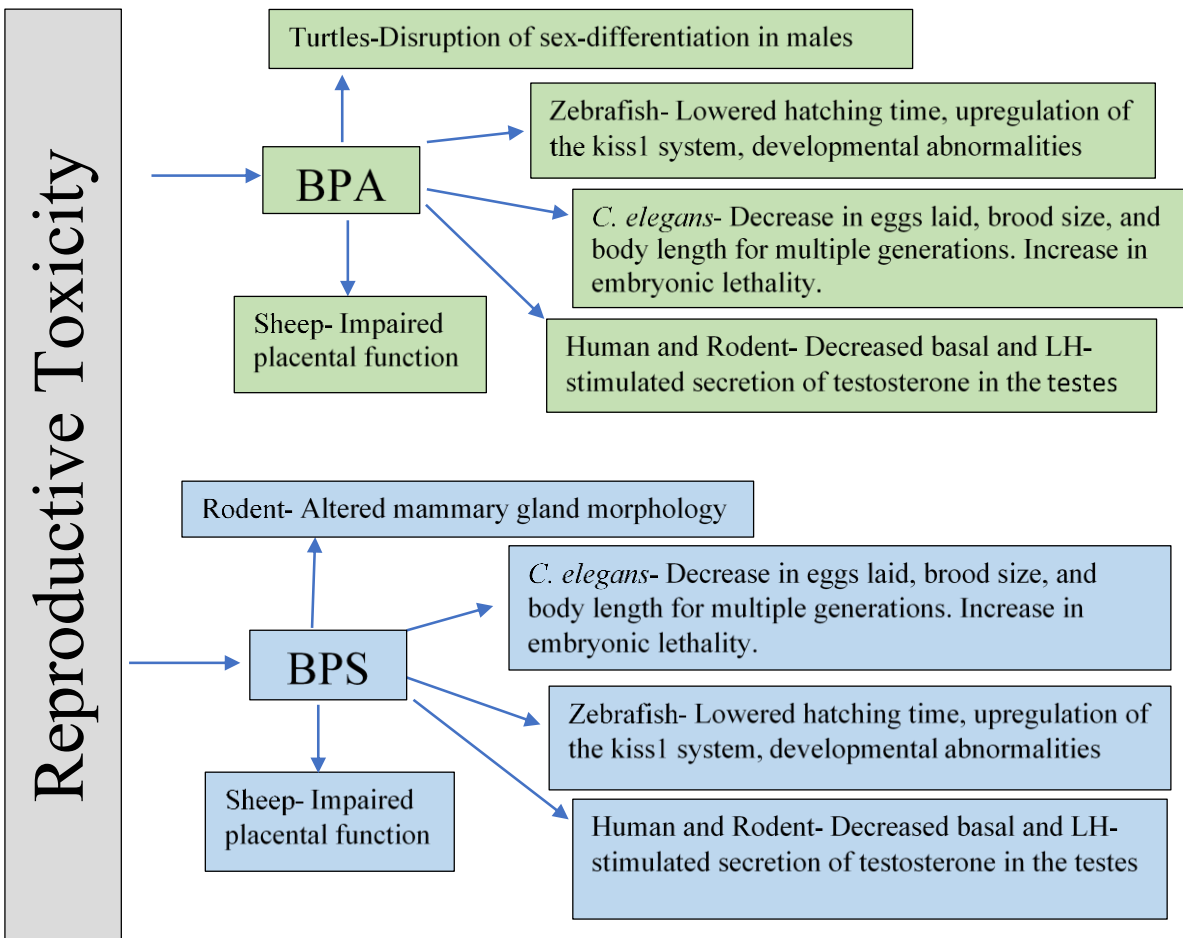 Reproductive Toxicity
Turtles-Disruption of sex-differentiation in males
Zebrafish- Lowered hatching time, upregulation of
the kiss1 system, developmental abnormalities
BPA
C. elegans- Decrease in eggs laid, brood size, and
body length for multiple generations. Increase in
embryonic lethality.
Sheep- Impaired
placental function
Human and Rodent- Decreased basal and LH-
stimulated secretion of testosterone in the testes
Rodent- Altered mammary gland morphology
C. elegans- Decrease in eggs laid, brood size, and
body length for multiple generations. Increase in
embryonic lethality.
BPS
Zebrafish- Lowered hatching time, upregulation of
the kiss1 system, developmental abnormalities
Sheep- Impaired
placental function
Human and Rodent- Decreased basal and LH-
stimulated secretion of testosterone in the testes